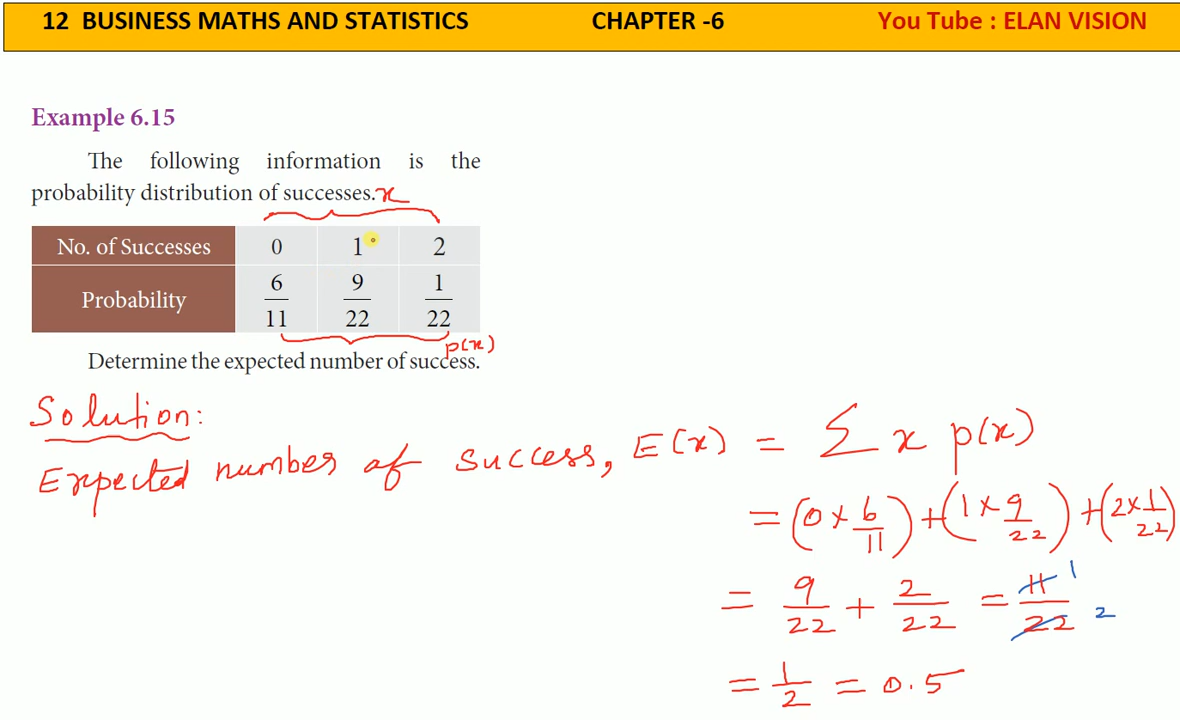 12 BUSINESS MATHS AND STATISTICS CHAPTER -6 You Tube : ELAN VISION
Example 6.15
The following information is the
probability distribution of successes. x
No. of Successes 0 1 2
Probability 6/11 9/22 1/22
p(x)
Determine the expected number of success.
Solution:
Expected number of success, E(x) = Σ x p(x)
= (0 × 6/11) + (1 × 9/22) + (2 × 1/22)
= 9/22 + 2/22 = 11/22 1 2
= 1/2 = 0.5